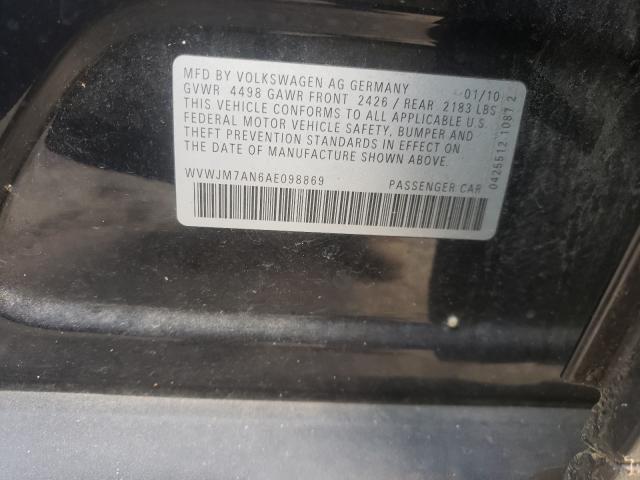 MFD BY VOLKSWAGEN AG GERMANY 01/10
GVWR 4498 GAWR FRONT 2426 / REAR 2183 LBS
THIS VEHICLE CONFORMS TO ALL APPLICABLE U.S.
FEDERAL MOTOR VEHICLE SAFETY, BUMPER AND
THEFT PREVENTION STANDARDS IN EFFECT ON
THE DATE OF MANUFACTURE SHOWN ABOVE.
WVWJM7AN6AE098869 PASSENGER CAR
0425512 1087 2